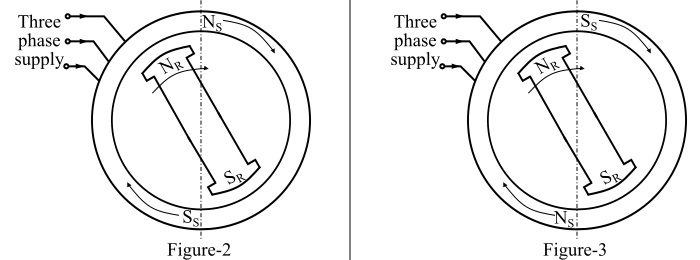 Three
phase
supply
N_S
N_R
S_R
S_S
Figure-2
Three
phase
supply
S_S
N_R
S_R
N_S
Figure-3